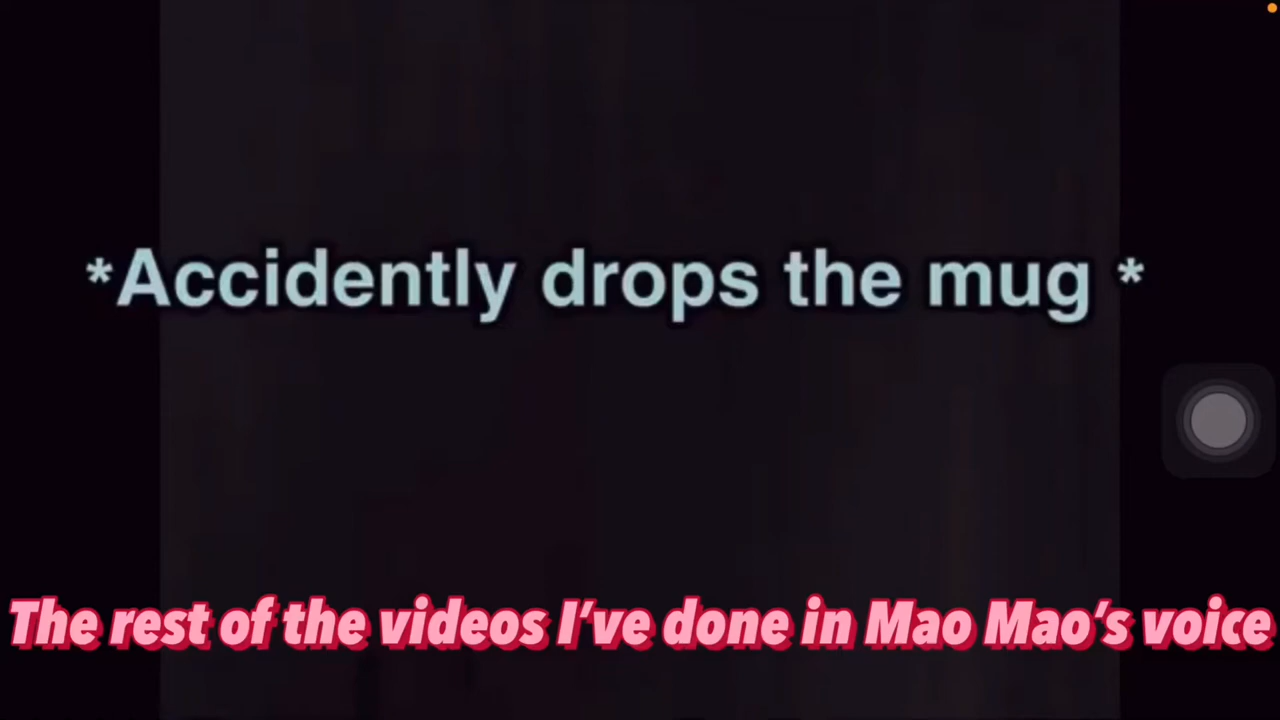 *Accidently drops the mug *
The rest of the videos I’ve done in Mao Mao’s voice